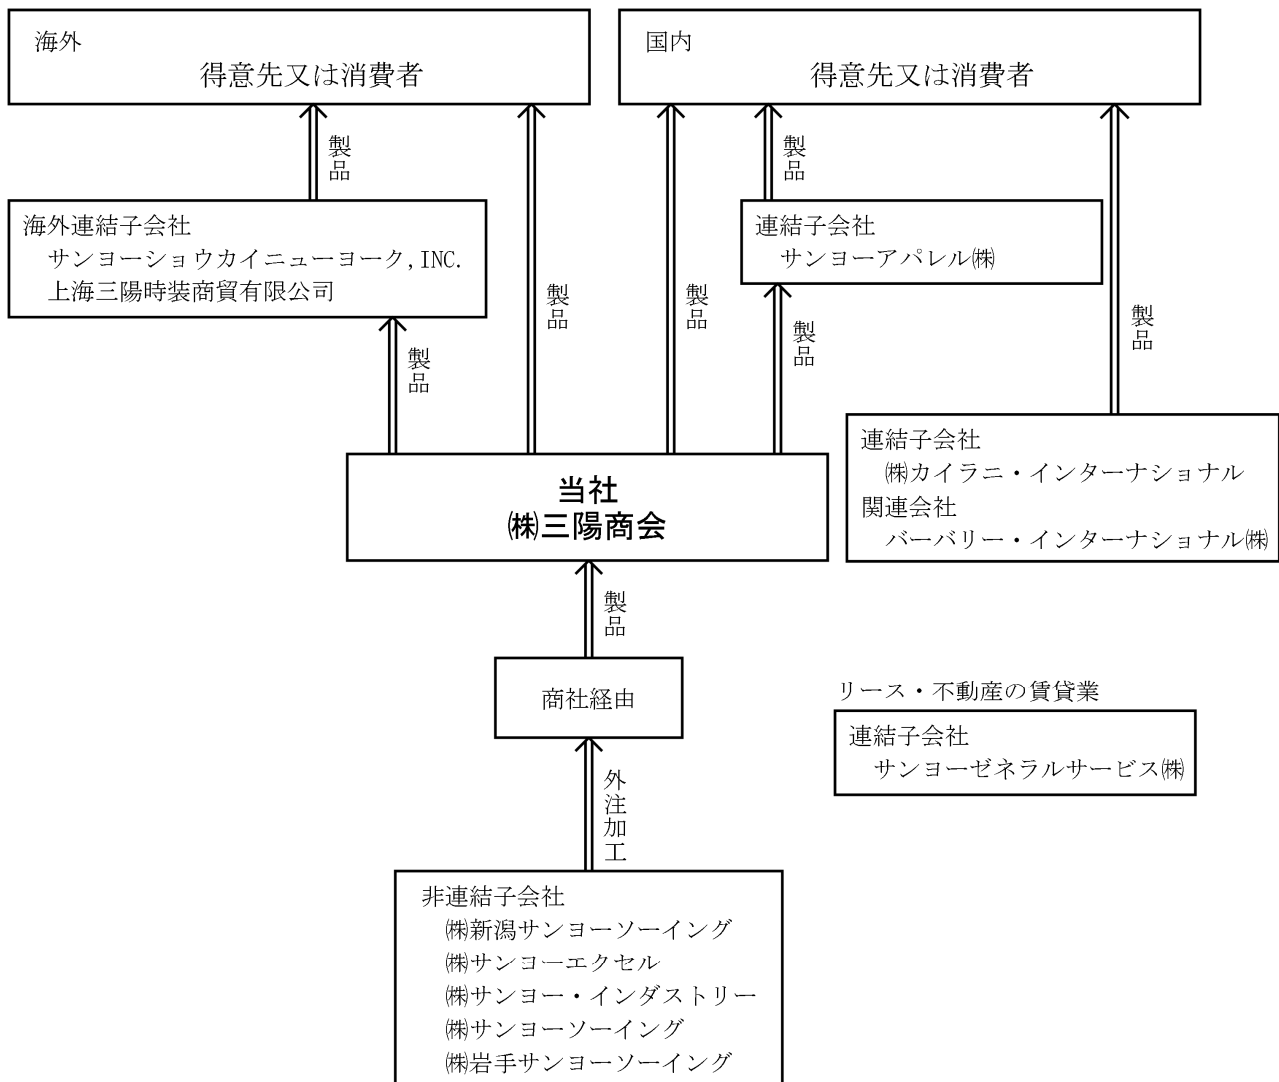 海外
得意先又は消費者
国内
得意先又は消費者
製品
製品
海外連結子会社
サンヨーショウカイニューヨーク, INC.
上海三陽時装商貿有限公司
連結子会社
サンヨーアパレル㈱
製品
製品
製品
製品
製品
連結子会社
㈱カイラニ・インターナショナル
関連会社
バーバリー・インターナショナル㈱
当社
㈱三陽商会
製品
商社経由
リース・不動産の賃貸業
連結子会社
サンヨーゼネラルサービス㈱
外注加工
非連結子会社
㈱新潟サンヨーソーイング
㈱サンヨーエクセル
㈱サンヨー・インダストリー
㈱サンヨーソーイング
㈱岩手サンヨーソーイング